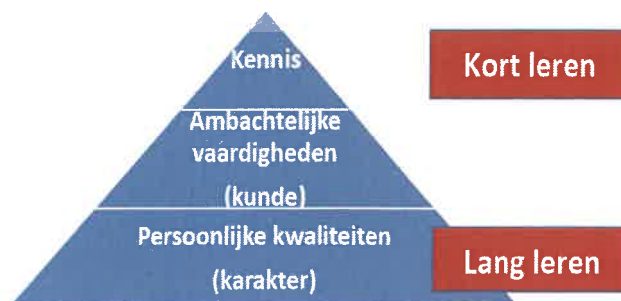 Kennis
Kort leren
Ambachtelijke
vaardigheden
(kunde)
Persoonlijke kwaliteiten
(karakter)
Lang leren